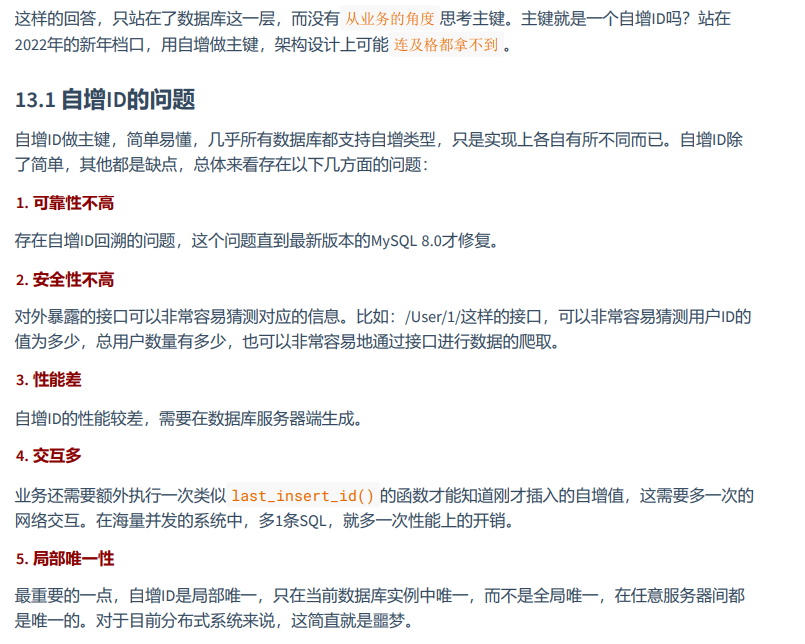 这样的回答，只站在了数据库这一层，而没有 从业务的角度 思考主键。主键就是一个自增ID吗？站在
2022年的新年档口，用自增做主键，架构设计上可能 连及格都拿不到 。
13.1 自增ID的问题
自增ID做主键，简单易懂，几乎所有数据库都支持自增类型，只是实现上各自有所不同而已。自增ID除
了简单，其他都是缺点，总体来看存在以下几方面的问题：
1. 可靠性不高
存在自增ID回溯的问题，这个问题直到最新版本的MySQL 8.0才修复。
2. 安全性不高
对外暴露的接口可以非常容易猜测对应的信息。比如：/User/1/这样的接口，可以非常容易猜测用户ID的
值为多少，总用户数量有多少，也可以非常容易地通过接口进行数据的爬取。
3. 性能差
自增ID的性能较差，需要在数据库服务器端生成。
4. 交互多
业务还需要额外执行一次类似 last_insert_id() 的函数才能知道刚才插入的自增值，这需要多一次的
网络交互。在海量并发的系统中，多1条SQL，就多一次性能上的开销。
5. 局部唯一性
最重要的一点，自增ID是局部唯一，只在当前数据库实例中唯一，而不是全局唯一，在任意服务器间都
是唯一的。对于目前分布式系统来说，这简直就是噩梦。